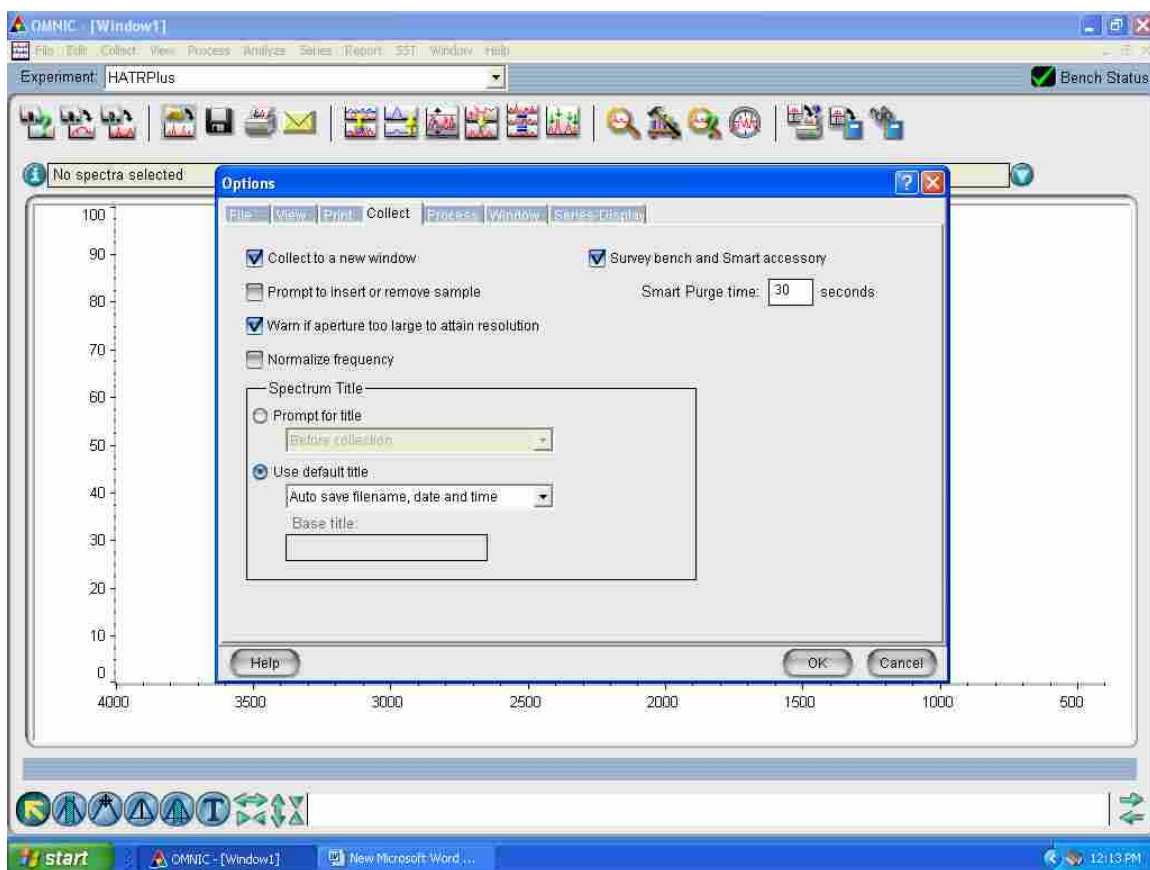 OMNIC - [Window1]
File Edit Collect View Process Analyze Series Report SST Window Help
Experiment: HATRPlus
Bench Status
No spectra selected
Options
File View Print Collect Process Window Series Display
Collect to a new window
Survey bench and Smart accessory
Prompt to insert or remove sample
Smart Purge time: 30 seconds
Warn if aperture too large to attain resolution
Normalize frequency
Spectrum Title
Prompt for title
Before collection
Use default title
Auto save filename, date and time
Base title:
Help OK Cancel
100
90
80
70
60
50
40
30
20
10
0
4000 3500 3000 2500 2000 1500 1000 500
T
start OMNIC - [Window1] New Microsoft Word ... 12:13 PM